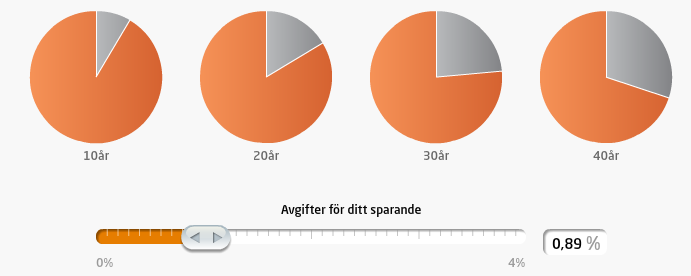 10år 20år 30år 40år
Avgifter för ditt sparande
0,89 %
0% 4%